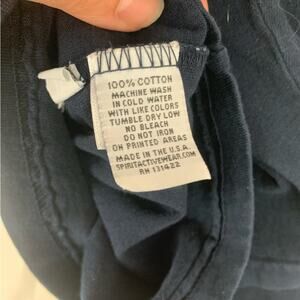 100% COTTON
MACHINE WASH
IN COLD WATER
WITH LIKE COLORS
TUMBLE DRY LOW
NO BLEACH
DO NOT IRON
ON PRINTED AREAS
MADE IN THE U.S.A.
SPIRITACTIVEWEAR.COM
RN 131422